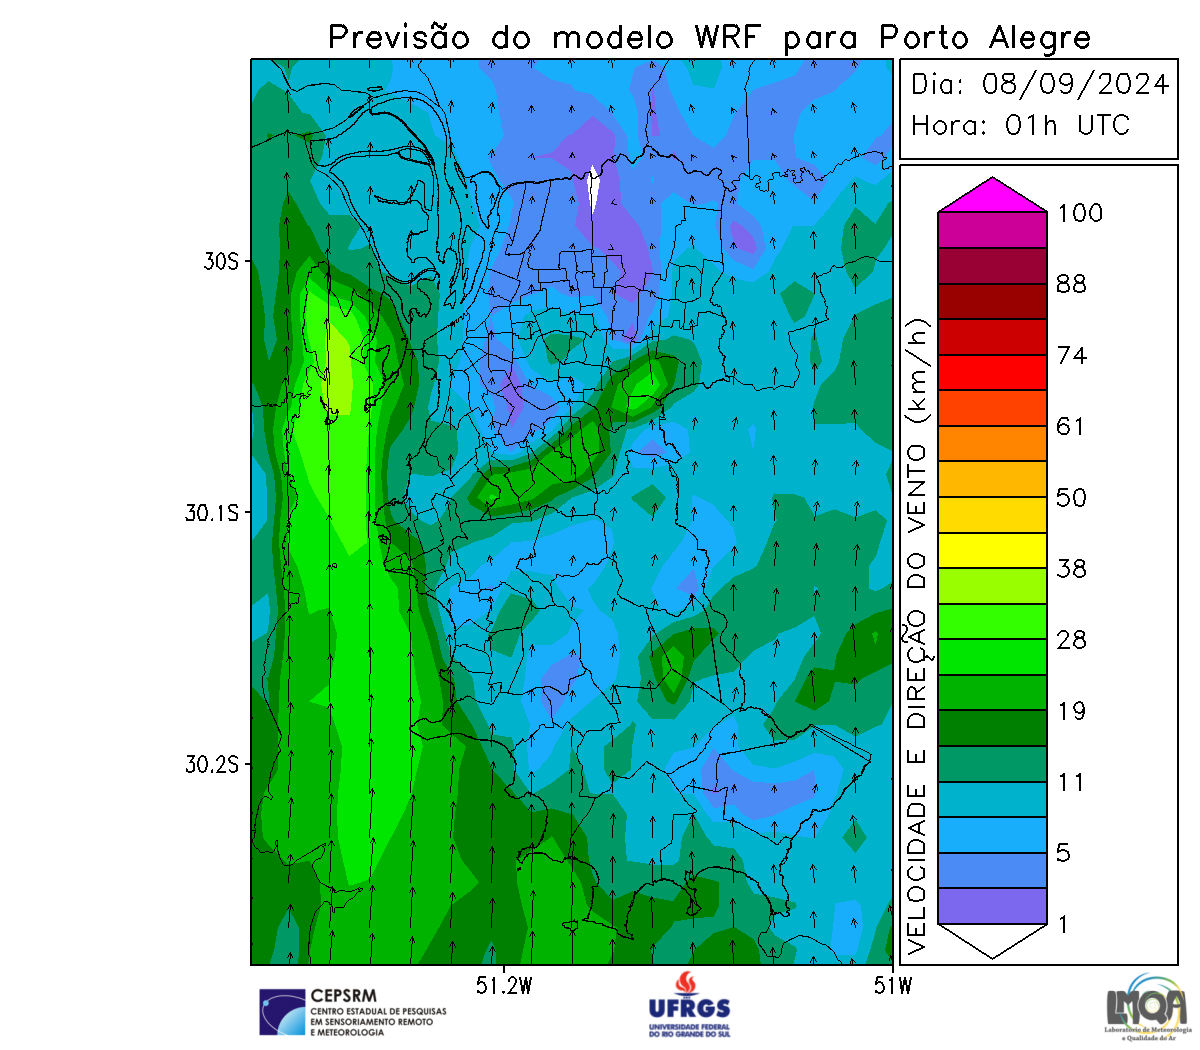 Previsão do modelo WRF para Porto Alegre
Dia: 08/09/2024
Hora: 01h UTC
VELOCIDADE E DIREÇÃO DO VENTO (km/h)
100
88
74
61
50
38
28
19
11
5
1
30S
30.1S
30.2S
51.2W
51W
CEPSRM
CENTRO ESTADUAL DE PESQUISAS
EM SENSORIAMENTO REMOTO
E METEOROLOGIA
UFRGS
UNIVERSIDADE FEDERAL
DO RIO GRANDE DO SUL
LMQA
Laboratório de Meteorologia
e Qualidade do Ar